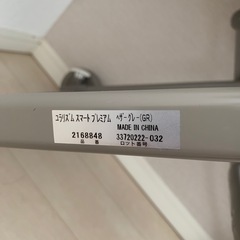 ユラリズム スマート プレミアム ヘザーグレー(GR)
MADE IN CHINA
2168848 33720222-032
品番 ロット番号